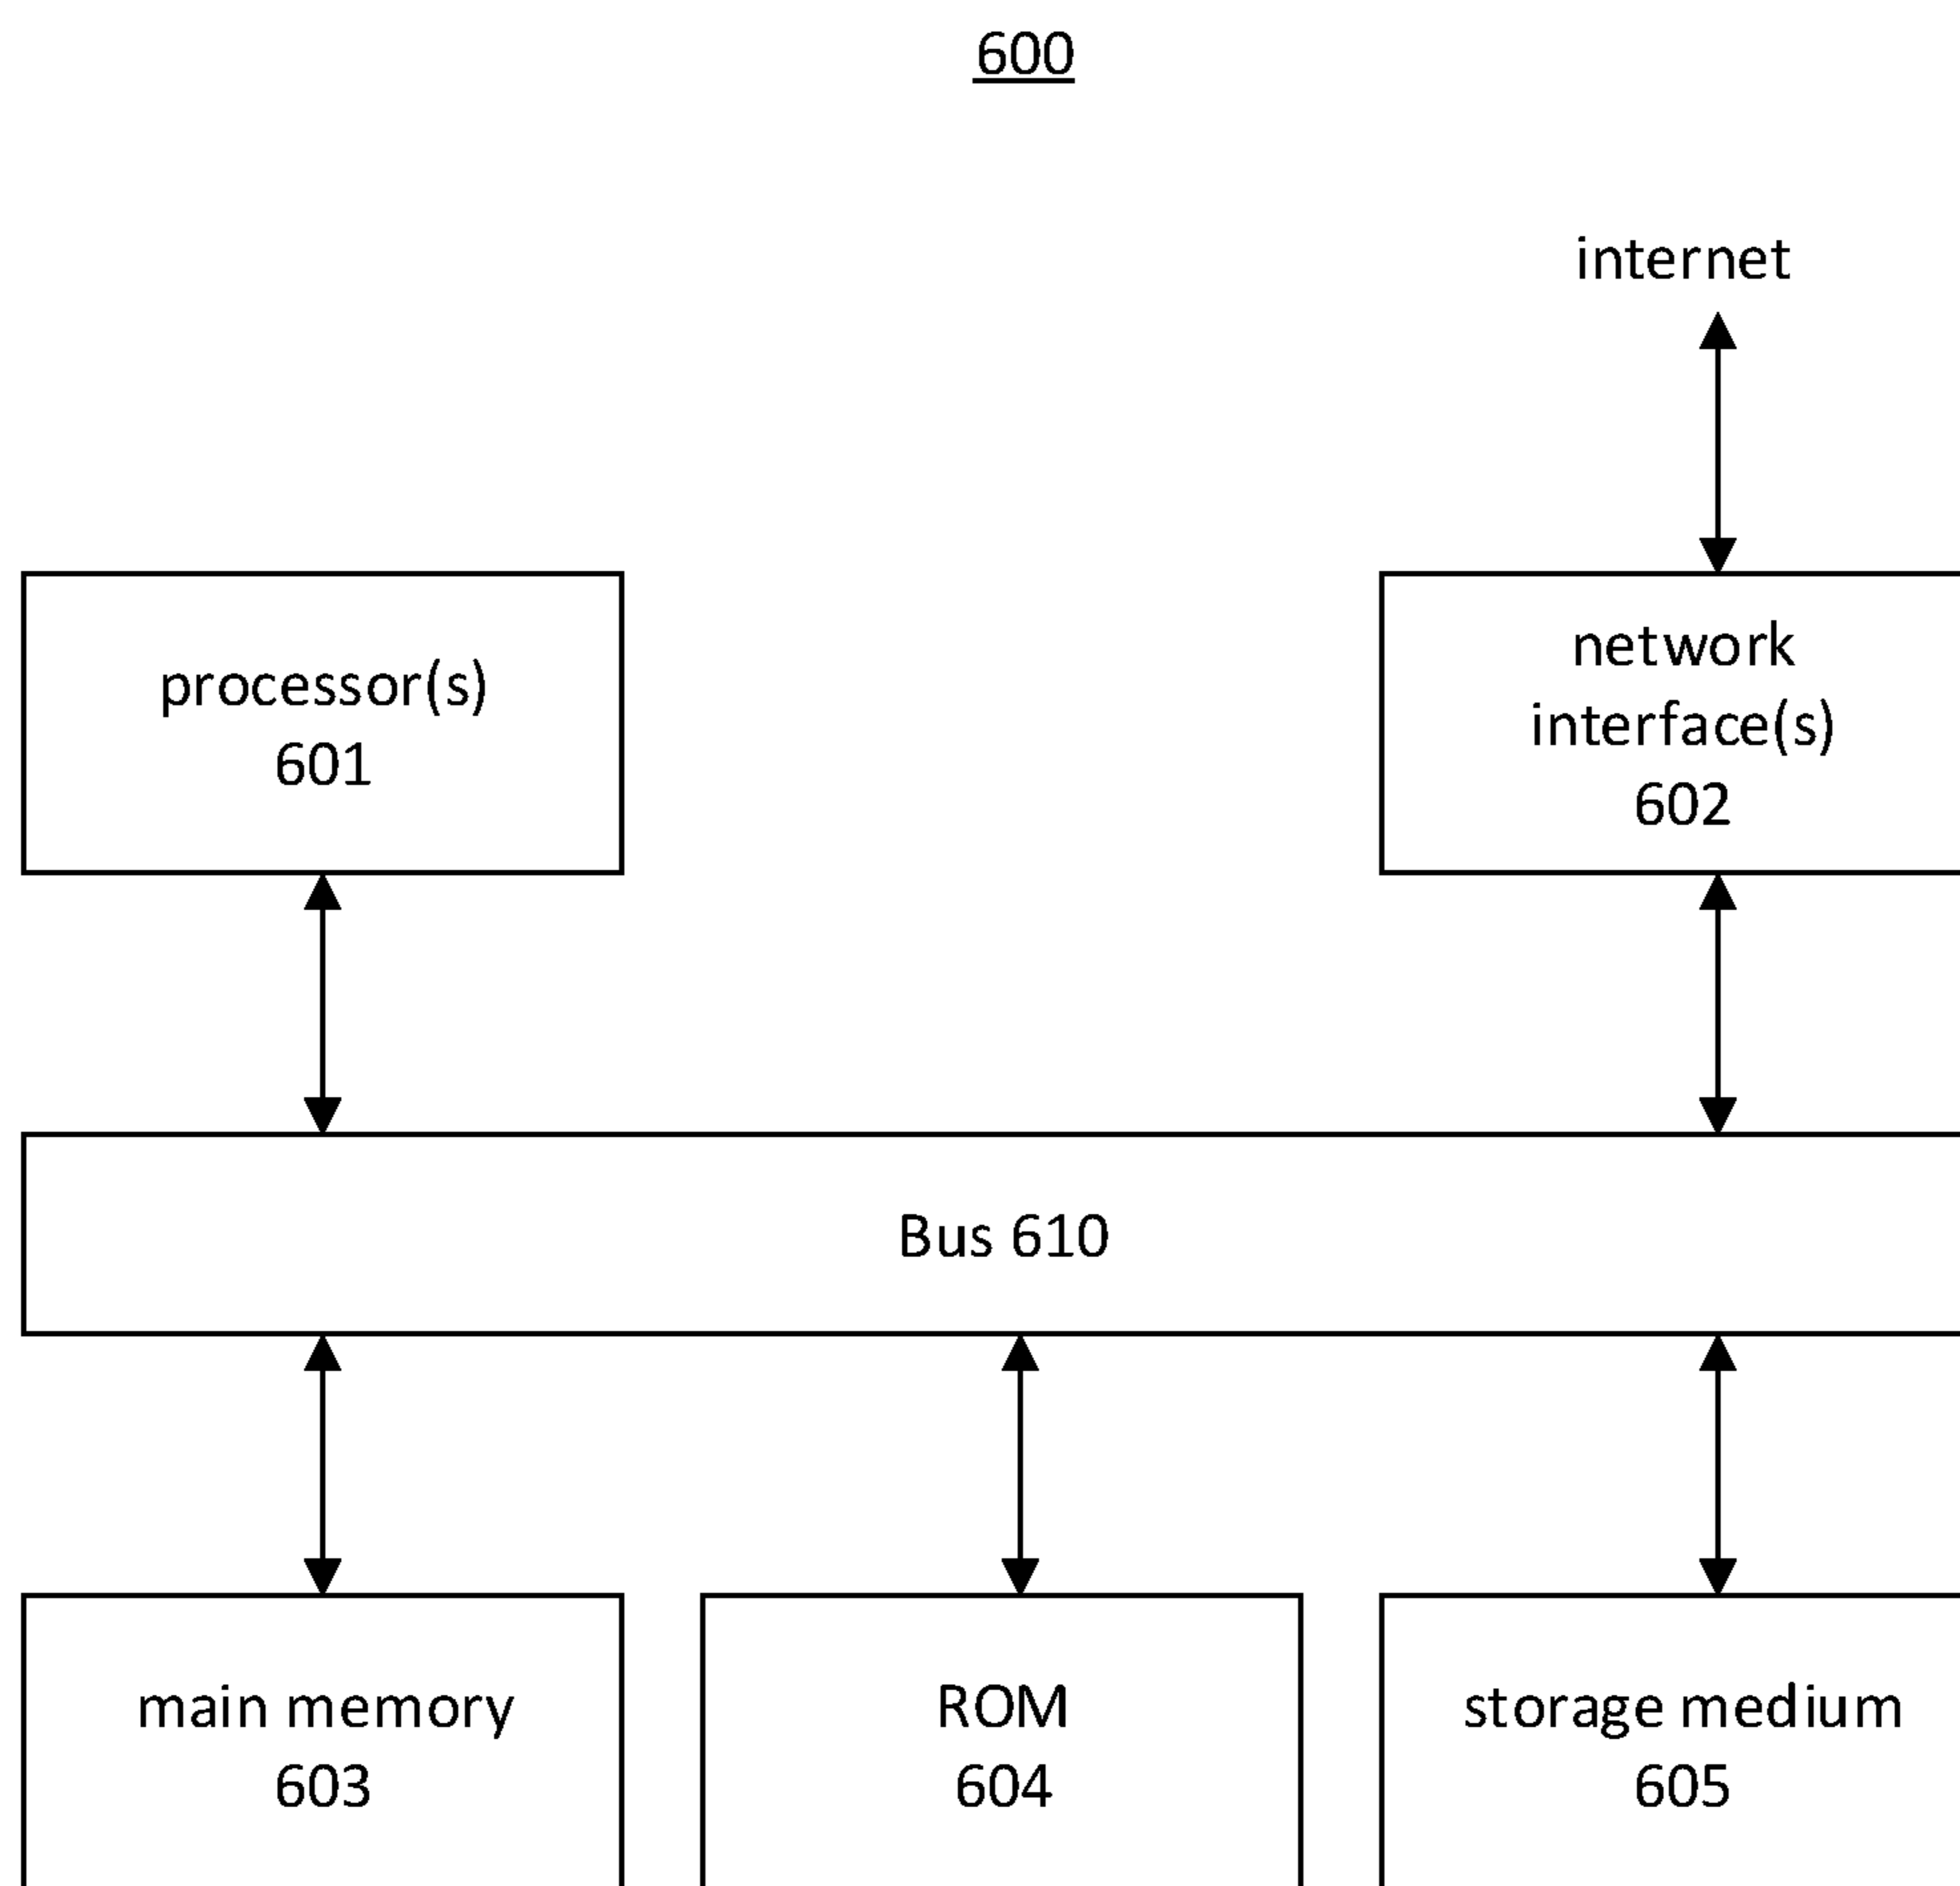 600
internet
processor(s)
601
network
interface(s)
602
Bus 610
main memory
603
ROM
604
storage medium
605